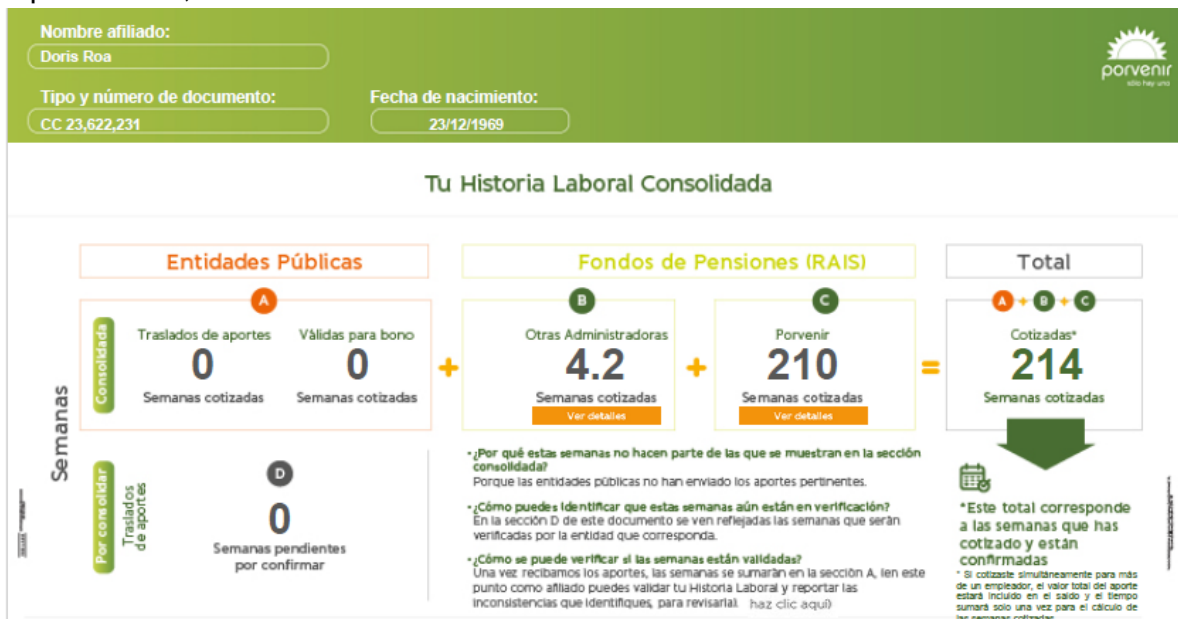 Nombre afiliado:
Doris Roa
porvenir
sólo hay uno
Tipo y número de documento: Fecha de nacimiento:
CC 23,622,231 23/12/1969
Tu Historia Laboral Consolidada
Entidades Públicas Fondos de Pensiones (RAIS) Total
A B C A + B + C
Consolidada
Traslados de aportes Válidas para bono Otras Administradoras Porvenir Cotizadas*
0 0 + 4.2 + 210 = 214
Semanas cotizadas Semanas cotizadas Semanas cotizadas Semanas cotizadas Semanas cotizadas
Ver detalles Ver detalles
Semanas
Por consolidar
Traslados de aportes
D
0
Semanas pendientes
por confirmar
• ¿Por qué estas semanas no hacen parte de las que se muestran en la sección
consolidada?
Porque las entidades públicas no han enviado los aportes pertinentes.
• ¿Cómo puedes identificar que estas semanas aún están en verificación?
En la sección D de este documento se ven reflejadas las semanas que serán
verificadas por la entidad que corresponda.
• ¿Cómo se puede verificar si las semanas están validadas?
Una vez recibamos los aportes, las semanas se sumarán en la sección A, (en este
punto como afiliado puedes validar tu Historia Laboral y reportar las
inconsistencias que identifiques, para revisarla). haz clic aquí)
*Este total corresponde
a las semanas que has
cotizado y están
confirmadas
* Si cotizaste simultáneamente para más
de un empleador, el valor total del aporte
estará incluido en el saldo y el tiempo
sumará solo una vez para el cálculo de
las semanas cotizadas